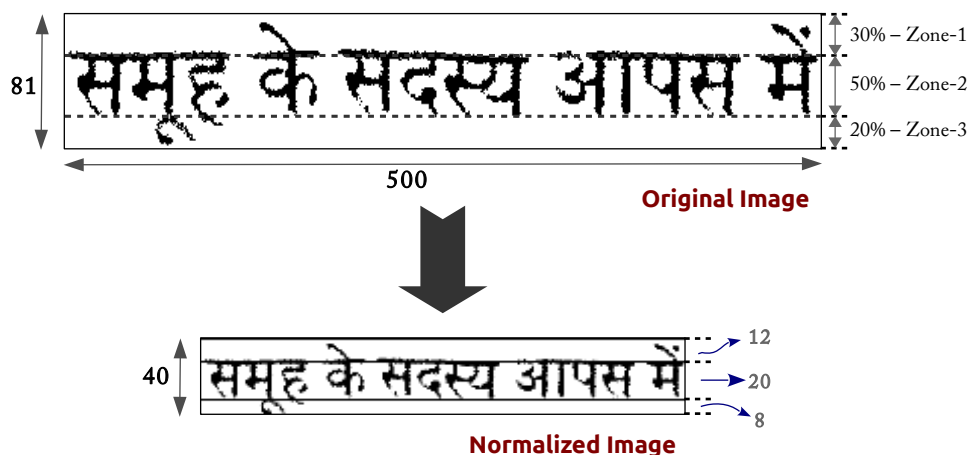 30% – Zone-1
समूह के सदस्य आपस में
81
50% – Zone-2
20% – Zone-3
500
Original Image
12
समूह के सदस्य आपस में
40
20
8
Normalized Image